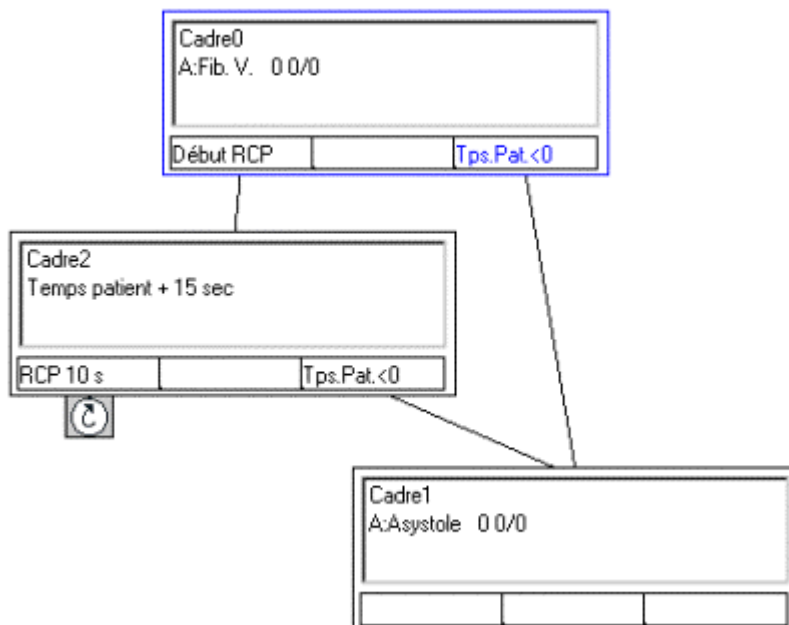 Cadre0
A:Fib. V. 0 0/0
Début RCP Tps.Pat.<0
Cadre2
Temps patient + 15 sec
RCP 10 s Tps.Pat.<0
Cadre1
A:Asystole 0 0/0